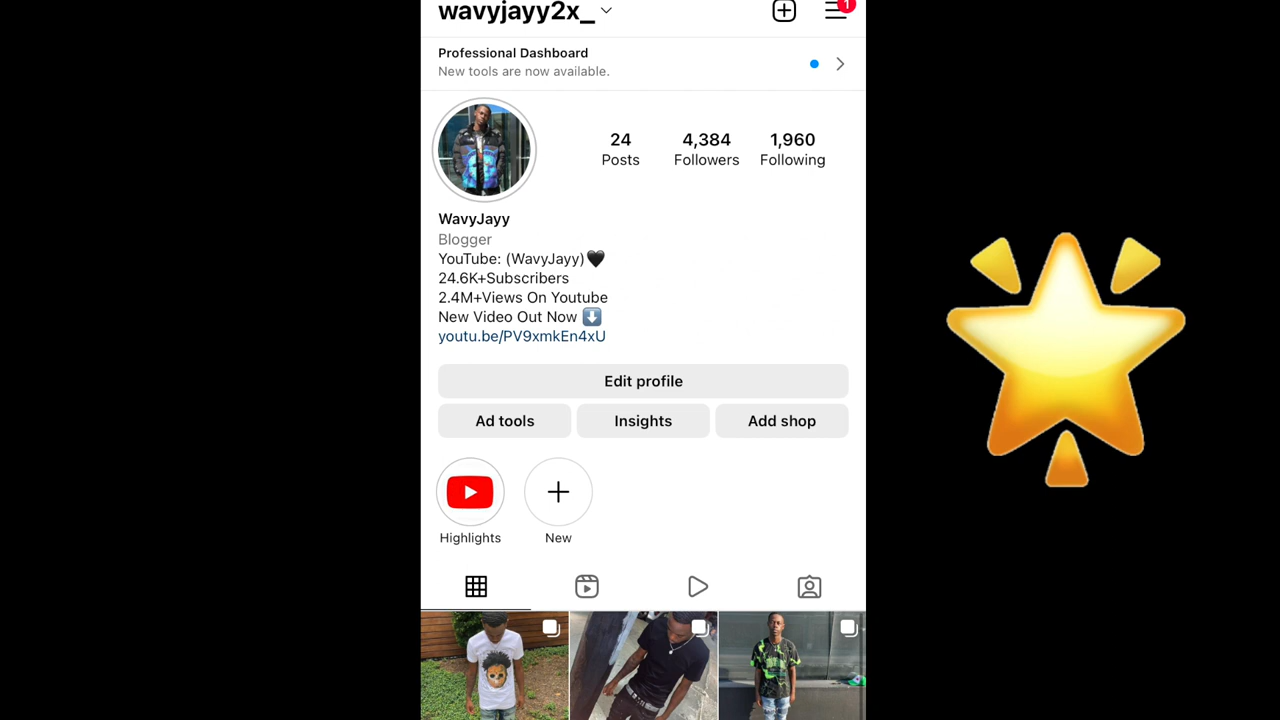 wavyjayy2x_
1
Professional Dashboard
New tools are now available.
24
4,384
1,960
Posts
Followers
Following
WavyJayy
Blogger
YouTube: (WavyJayy)🖤
24.6K+Subscribers
2.4M+Views On Youtube
New Video Out Now ⬇️
youtu.be/PV9xmkEn4xU
Edit profile
Ad tools
Insights
Add shop
Highlights
New